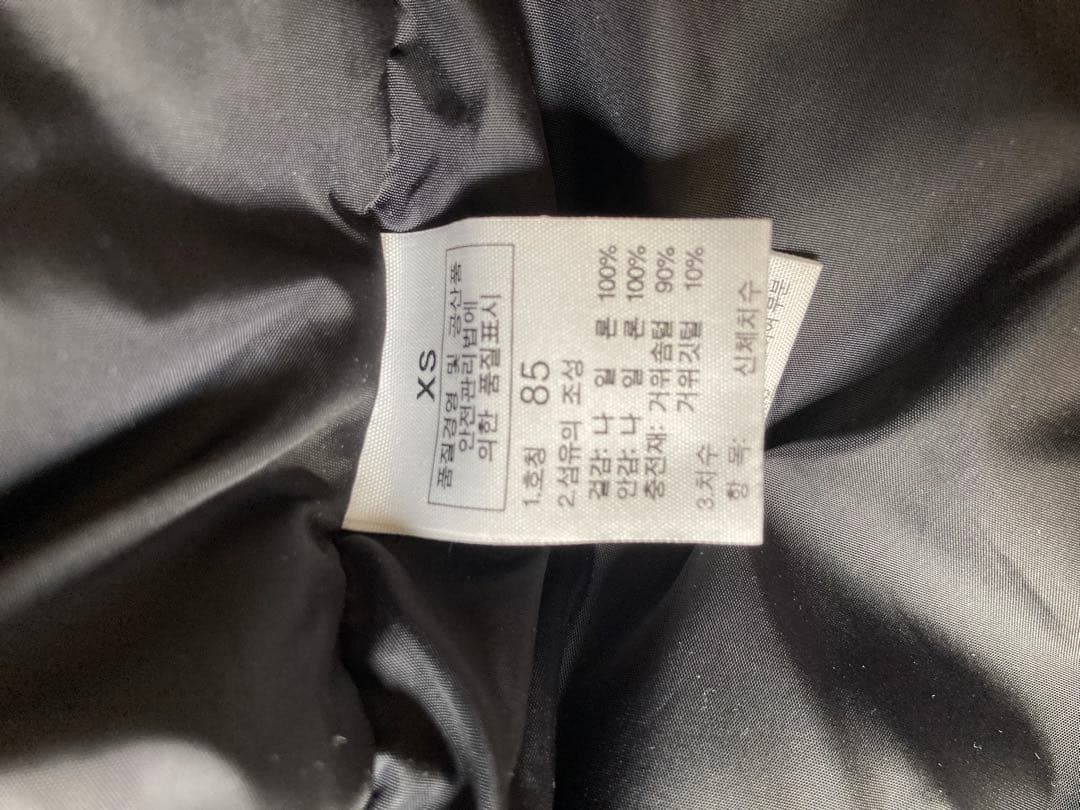 XS
품질경영 및 공산품
안전관리법에
의한 품질표시
1.호칭 85
2.섬유의 조성
겉감: 나 일 론 100%
안감: 나 일 론 100%
충전재: 거위솜털 90%
거위깃털 10%
3.치수
항 목: 신체치수